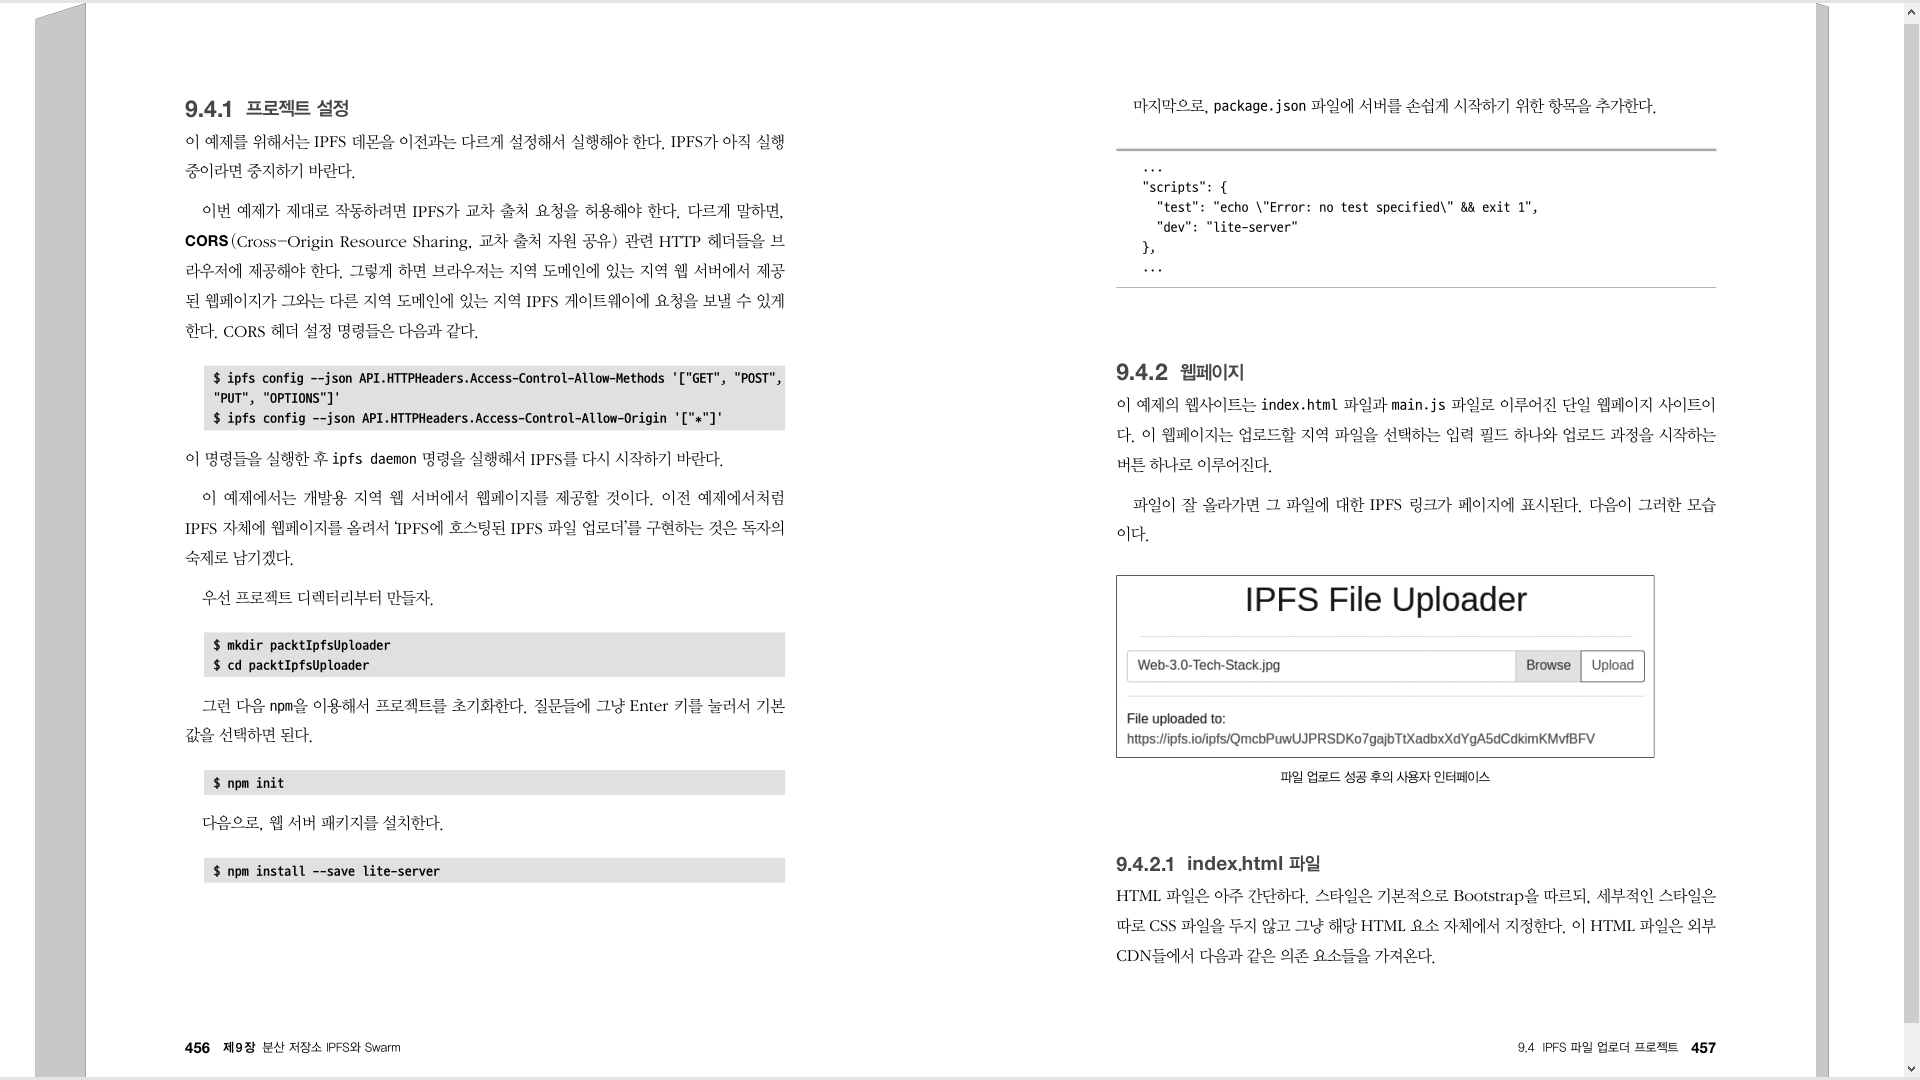 9.4.1 프로젝트 설정
이 예제를 위해서는 IPFS 데몬을 이전과는 다르게 설정해서 실행해야 한다. IPFS가 아직 실행
중이라면 중지하기 바란다.
이번 예제가 제대로 작동하려면 IPFS가 교차 출처 요청을 허용해야 한다. 다르게 말하면,
CORS(Cross-Origin Resource Sharing, 교차 출처 자원 공유) 관련 HTTP 헤더들을 브
라우저에 제공해야 한다. 그렇게 하면 브라우저는 지역 도메인에 있는 지역 웹 서버에서 제공
된 웹페이지가 그와는 다른 지역 도메인에 있는 지역 IPFS 게이트웨이에 요청을 보낼 수 있게
한다. CORS 헤더 설정 명령들은 다음과 같다.
$ ipfs config --json API.HTTPHeaders.Access-Control-Allow-Methods '["GET", "POST",
"PUT", "OPTIONS"]'
$ ipfs config --json API.HTTPHeaders.Access-Control-Allow-Origin '["*"]'
이 명령들을 실행한 후 ipfs daemon 명령을 실행해서 IPFS를 다시 시작하기 바란다.
이 예제에서는 개발용 지역 웹 서버에서 웹페이지를 제공할 것이다. 이전 예제에서처럼
IPFS 자체에 웹페이지를 올려서 ‘IPFS에 호스팅된 IPFS 파일 업로더’를 구현하는 것은 독자의
숙제로 남기겠다.
우선 프로젝트 디렉터리부터 만들자.
$ mkdir packtIpfsUploader
$ cd packtIpfsUploader
그런 다음 npm을 이용해서 프로젝트를 초기화한다. 질문들에 그냥 Enter 키를 눌러서 기본
값을 선택하면 된다.
$ npm init
다음으로, 웹 서버 패키지를 설치한다.
$ npm install --save lite-server
456 제9장 분산 저장소 IPFS와 Swarm
마지막으로, package.json 파일에 서버를 손쉽게 시작하기 위한 항목을 추가한다.
...
"scripts": {
"test": "echo \"Error: no test specified\" && exit 1",
"dev": "lite-server"
},
...
9.4.2 웹페이지
이 예제의 웹사이트는 index.html 파일과 main.js 파일로 이루어진 단일 웹페이지 사이트이
다. 이 웹페이지는 업로드할 지역 파일을 선택하는 입력 필드 하나와 업로드 과정을 시작하는
버튼 하나로 이루어진다.
파일이 잘 올라가면 그 파일에 대한 IPFS 링크가 페이지에 표시된다. 다음이 그러한 모습
이다.
IPFS File Uploader
Web-3.0-Tech-Stack.jpg Browse Upload
File uploaded to:
https://ipfs.io/ipfs/QmcbPuwUJPRSDKo7gajbTtXadbxXdYgA5dCdkimKMvfBFV
파일 업로드 성공 후의 사용자 인터페이스
9.4.2.1 index.html 파일
HTML 파일은 아주 간단하다. 스타일은 기본적으로 Bootstrap을 따르되, 세부적인 스타일은
따로 CSS 파일을 두지 않고 그냥 해당 HTML 요소 자체에서 지정한다. 이 HTML 파일은 외부
CDN들에서 다음과 같은 의존 요소들을 가져온다.
9.4 IPFS 파일 업로더 프로젝트 457